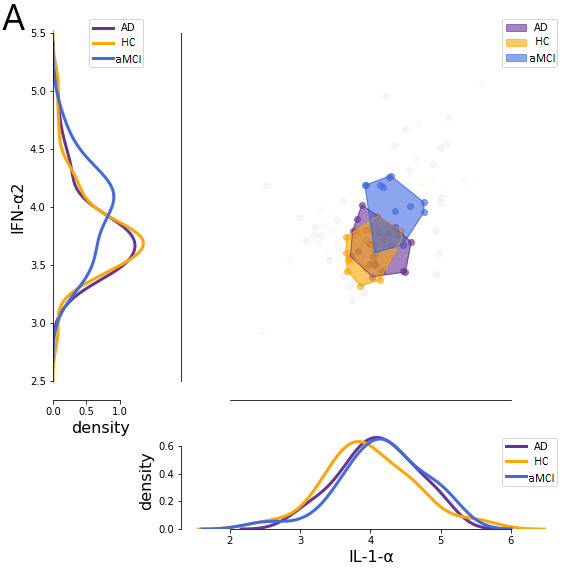 A
AD
HC
aMCI
AD
HC
aMCI
5.5
5.0
4.5
4.0
3.5
3.0
2.5
IFN-α2
0.0 0.5 1.0
density
AD
HC
aMCI
0.6
0.4
0.2
0.0
density
2 3 4 5 6
IL-1-α